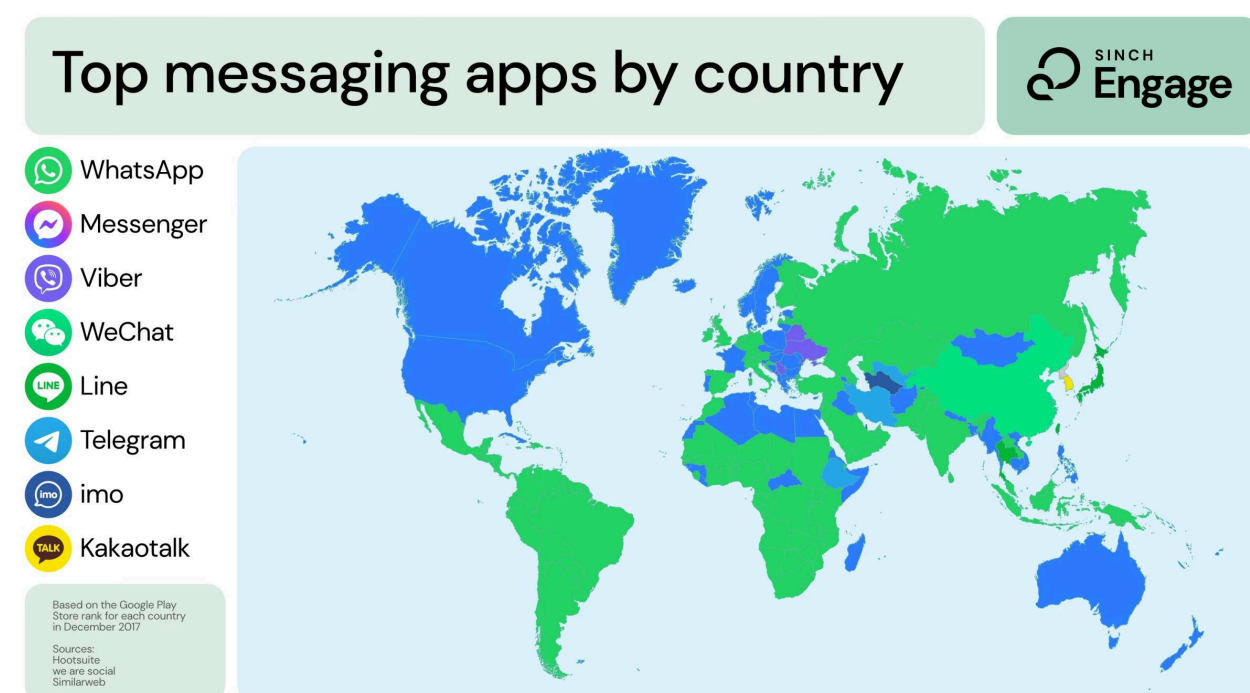 Top messaging apps by country
SINCH
Engage
WhatsApp
Messenger
Viber
WeChat
LINE
Line
Telegram
imo
imo
TALK
Kakaotalk
Based on the Google Play
Store rank for each country
in December 2017
Sources:
Hootsuite
we are social
Similarweb